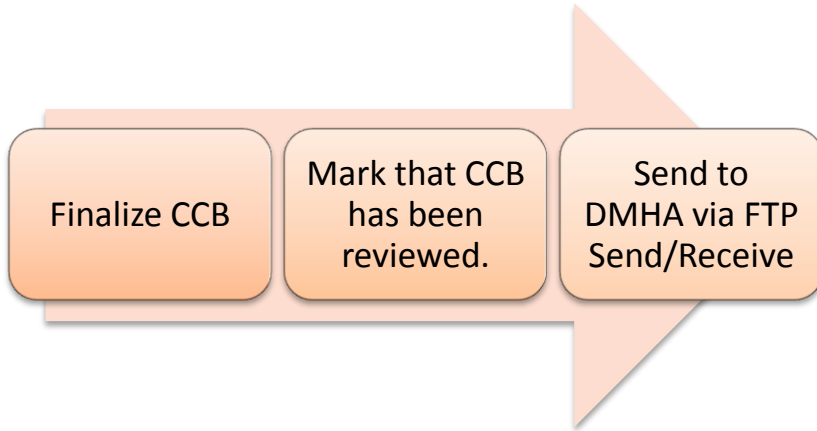 Finalize CCB
Mark that CCB
has been
reviewed.
Send to
DMHA via FTP
Send/Receive